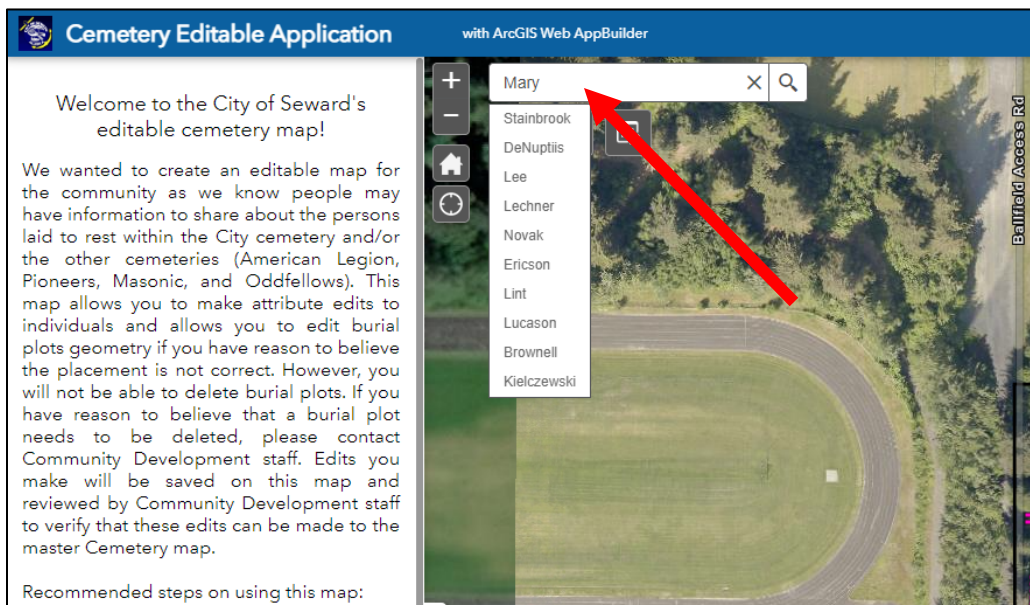 Cemetery Editable Application
with ArcGIS Web AppBuilder
Welcome to the City of Seward's
editable cemetery map!
We wanted to create an editable map for
the community as we know people may
have information to share about the persons
laid to rest within the City cemetery and/or
the other cemeteries (American Legion,
Pioneers, Masonic, and Oddfellows). This
map allows you to make attribute edits to
individuals and allows you to edit burial
plots geometry if you have reason to believe
the placement is not correct. However, you
will not be able to delete burial plots. If you
have reason to believe that a burial plot
needs to be deleted, please contact
Community Development staff. Edits you
make will be saved on this map and
reviewed by Community Development staff
to verify that these edits can be made to the
master Cemetery map.
Recommended steps on using this map:
+
−
Mary
Stainbrook
DeNuptiis
Lee
Lechner
Novak
Ericson
Lint
Lucason
Brownell
Kielczewski
Ballfield Access Rd